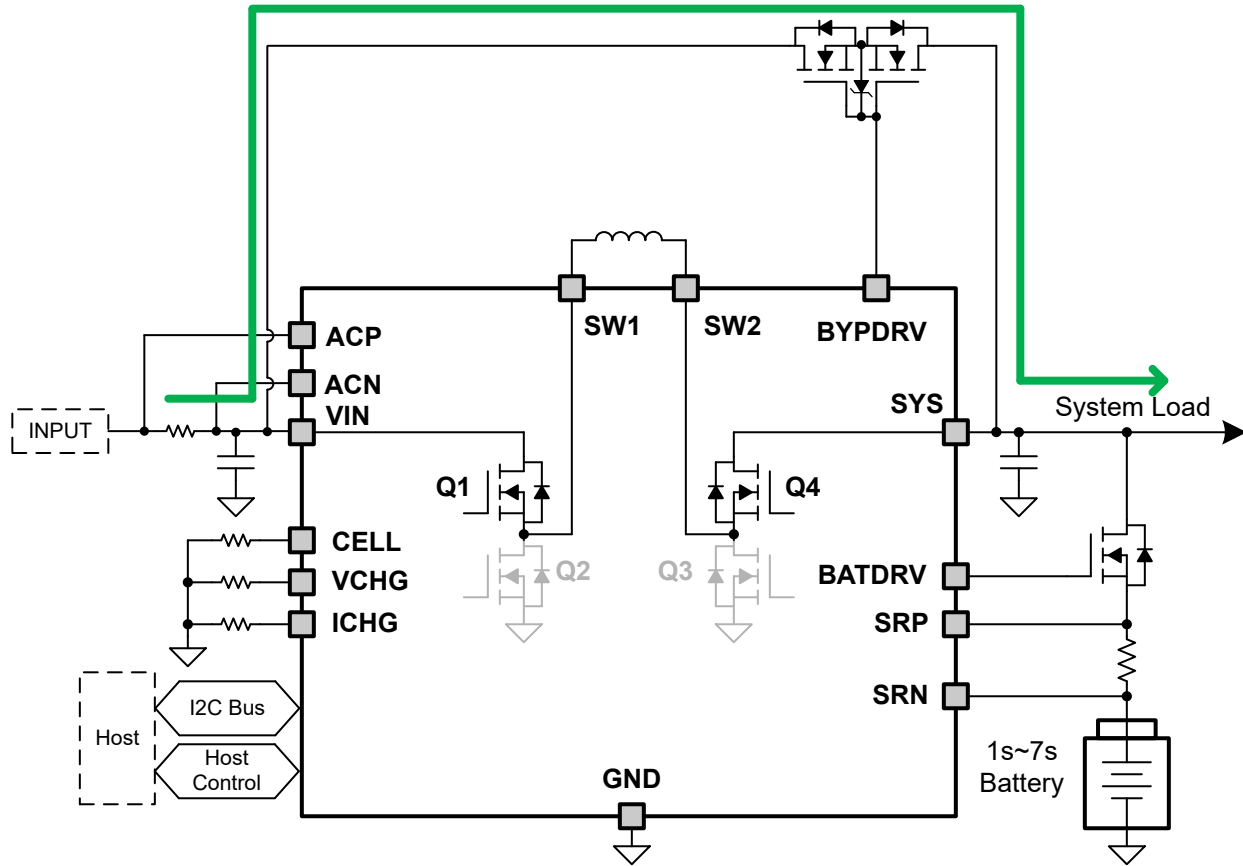 SW1
SW2
BYPDRV
ACP
ACN
VIN
INPUT
SYS
System Load
Q1
Q4
Q2
Q3
CELL
VCHG
ICHG
BATDRV
SRP
SRN
Host
I2C Bus
Host
Control
GND
1s~7s
Battery